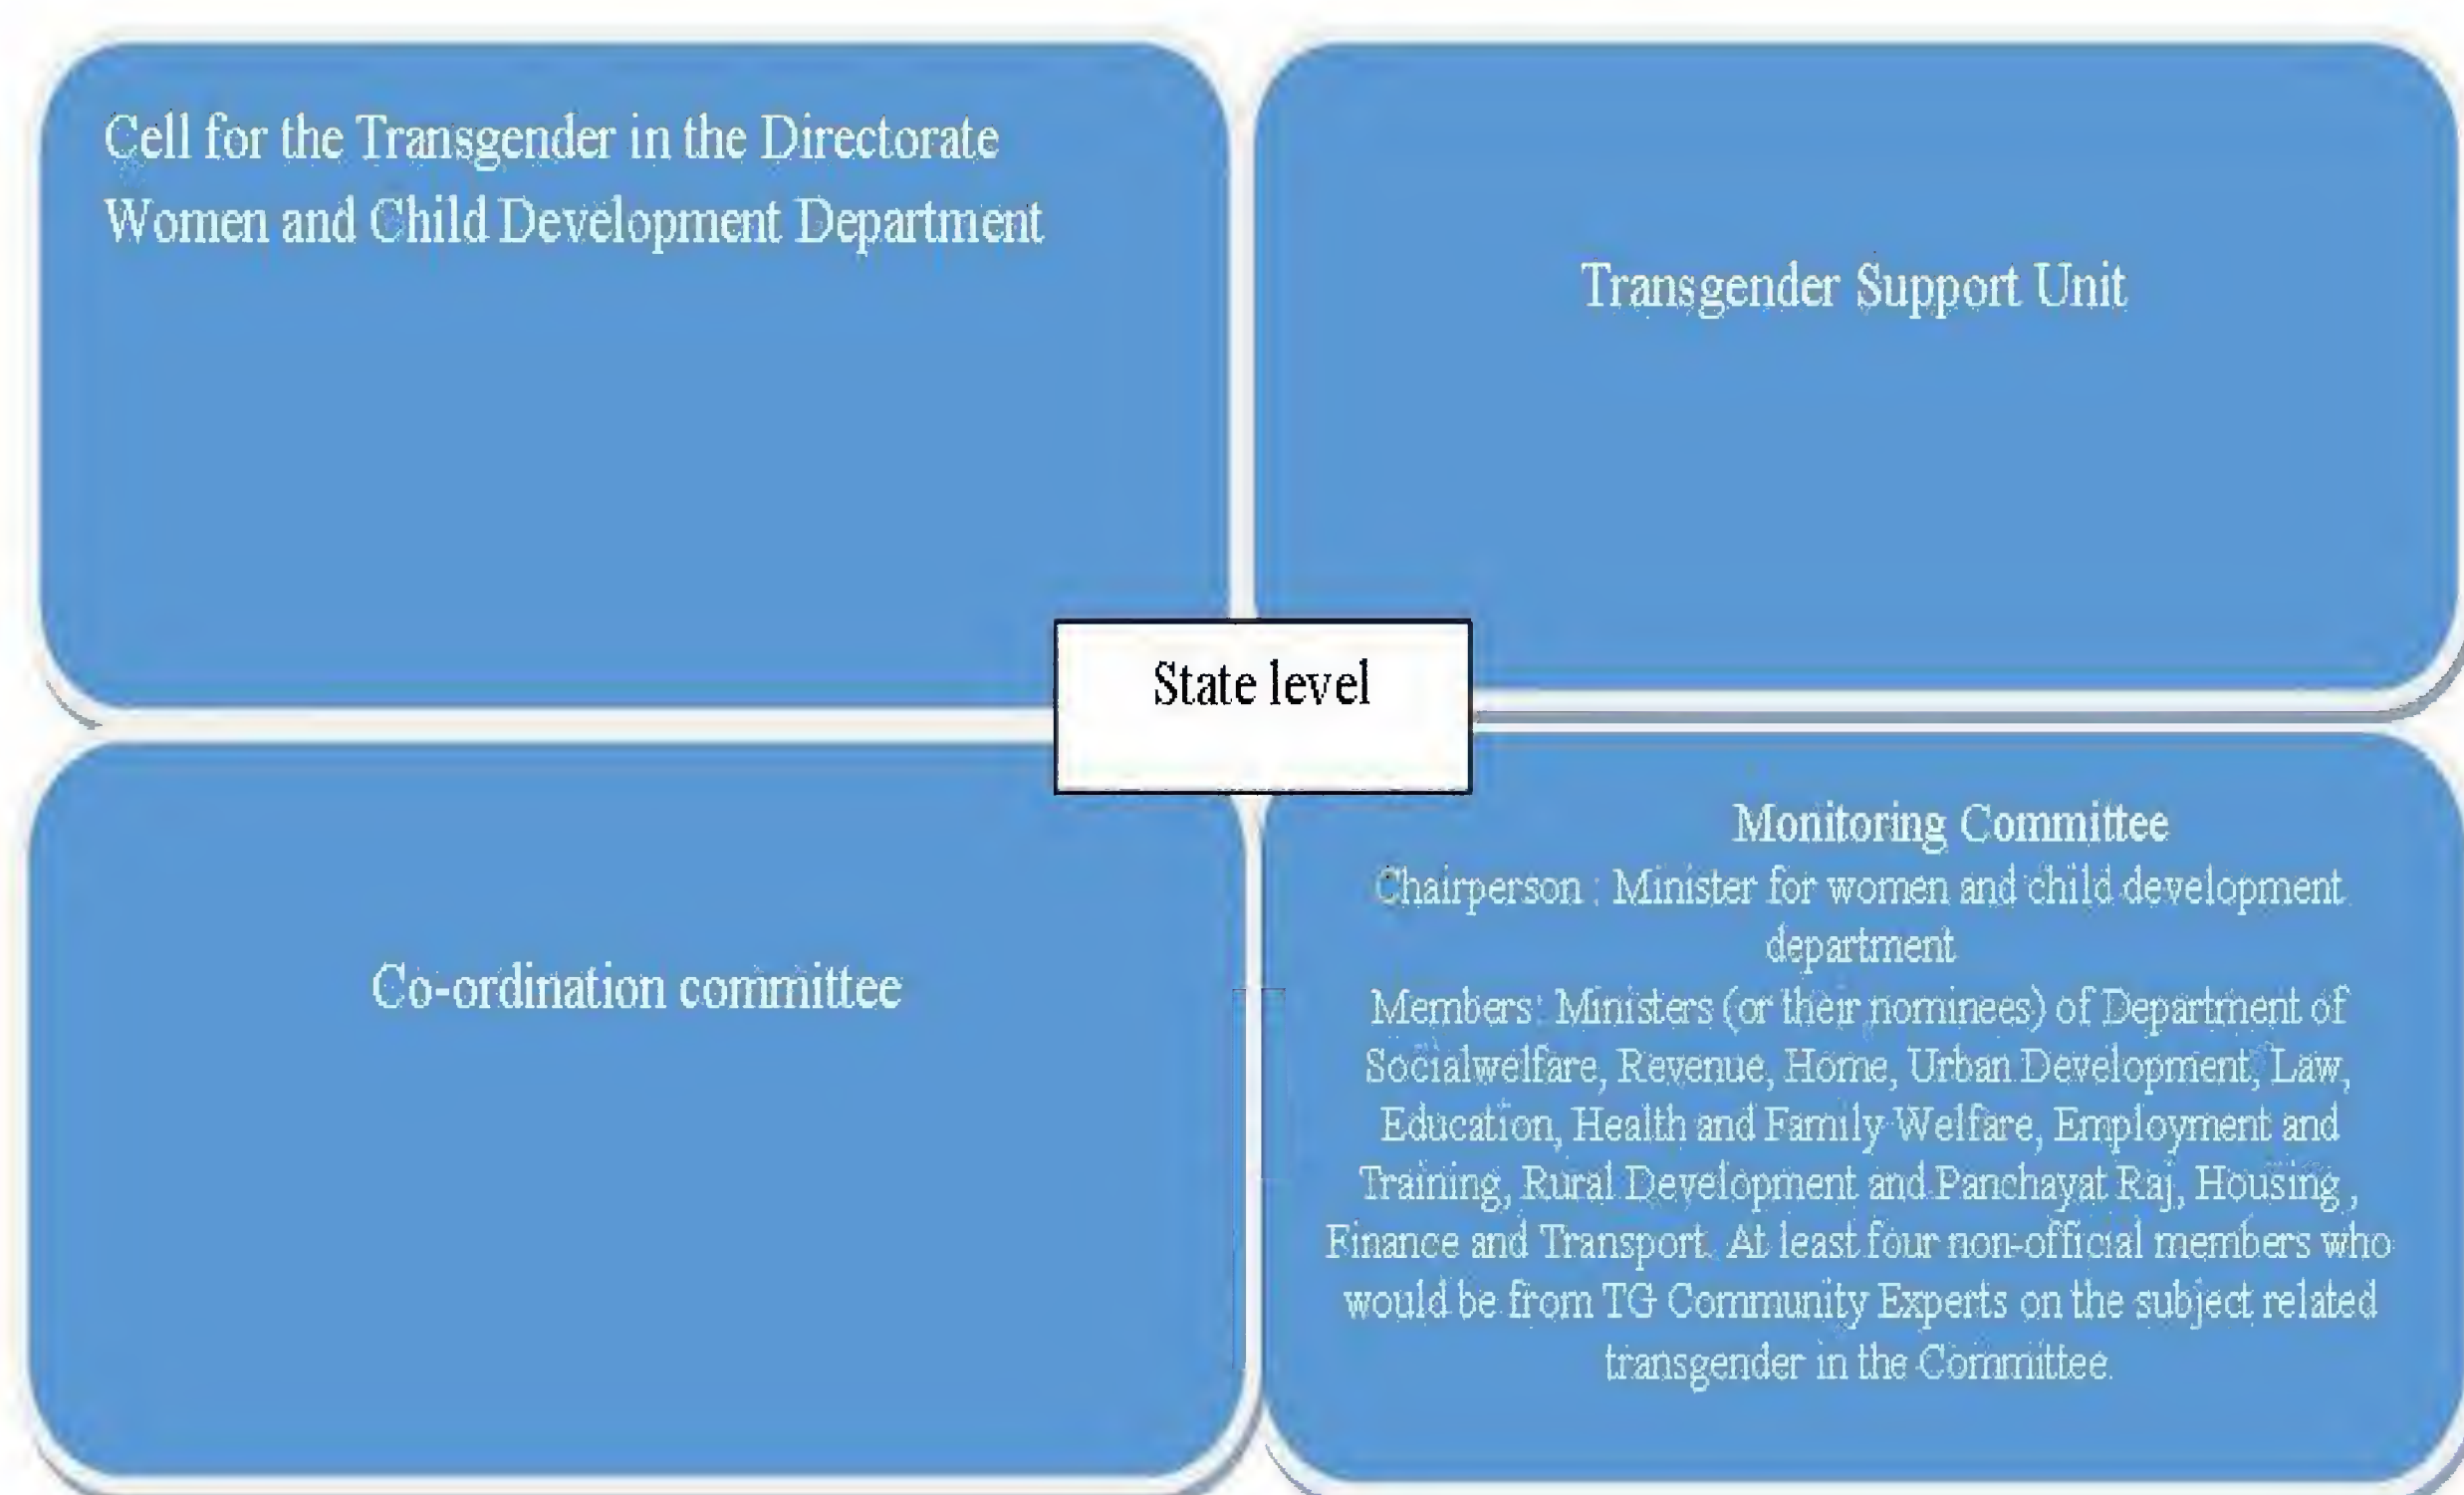 Cell for the Transgender in the Directorate
Women and Child Development Department
Transgender Support Unit
State level
Co-ordination committee
Monitoring Committee
Chairperson : Minister for women and child development
department
Members: Ministers (or their nominees) of Department of
Socialwelfare, Revenue, Home, Urban Development, Law,
Education, Health and Family Welfare, Employment and
Training, Rural Development and Panchayat Raj, Housing ,
Finance and Transport. At least four non-official members who
would be from TG Community Experts on the subject related
transgender in the Committee.